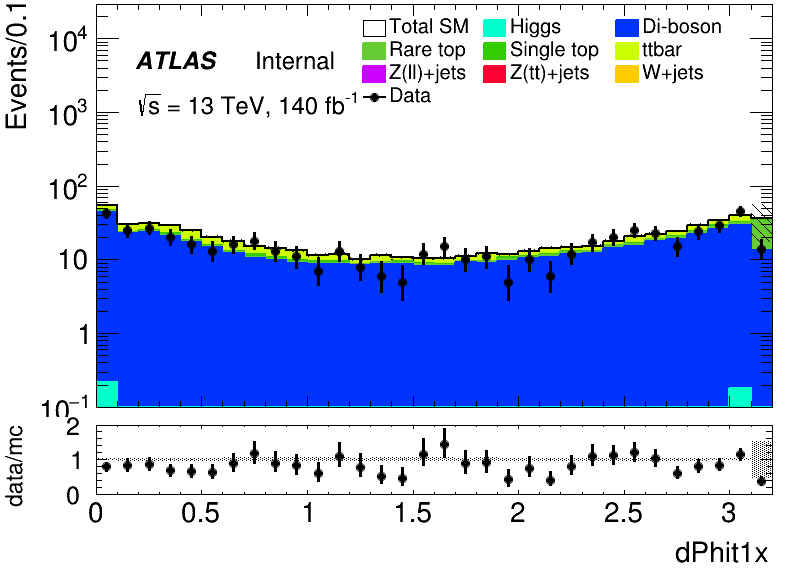 Events/0.1
10⁴
10³
10²
10
1
10⁻¹
ATLAS Internal
√s = 13 TeV, 140 fb⁻¹
Total SM Higgs Di-boson
Rare top Single top ttbar
Z(ll)+jets Z(tt)+jets W+jets
Data
data/mc
2
1
0
0 0.5 1 1.5 2 2.5 3
dPhit1x